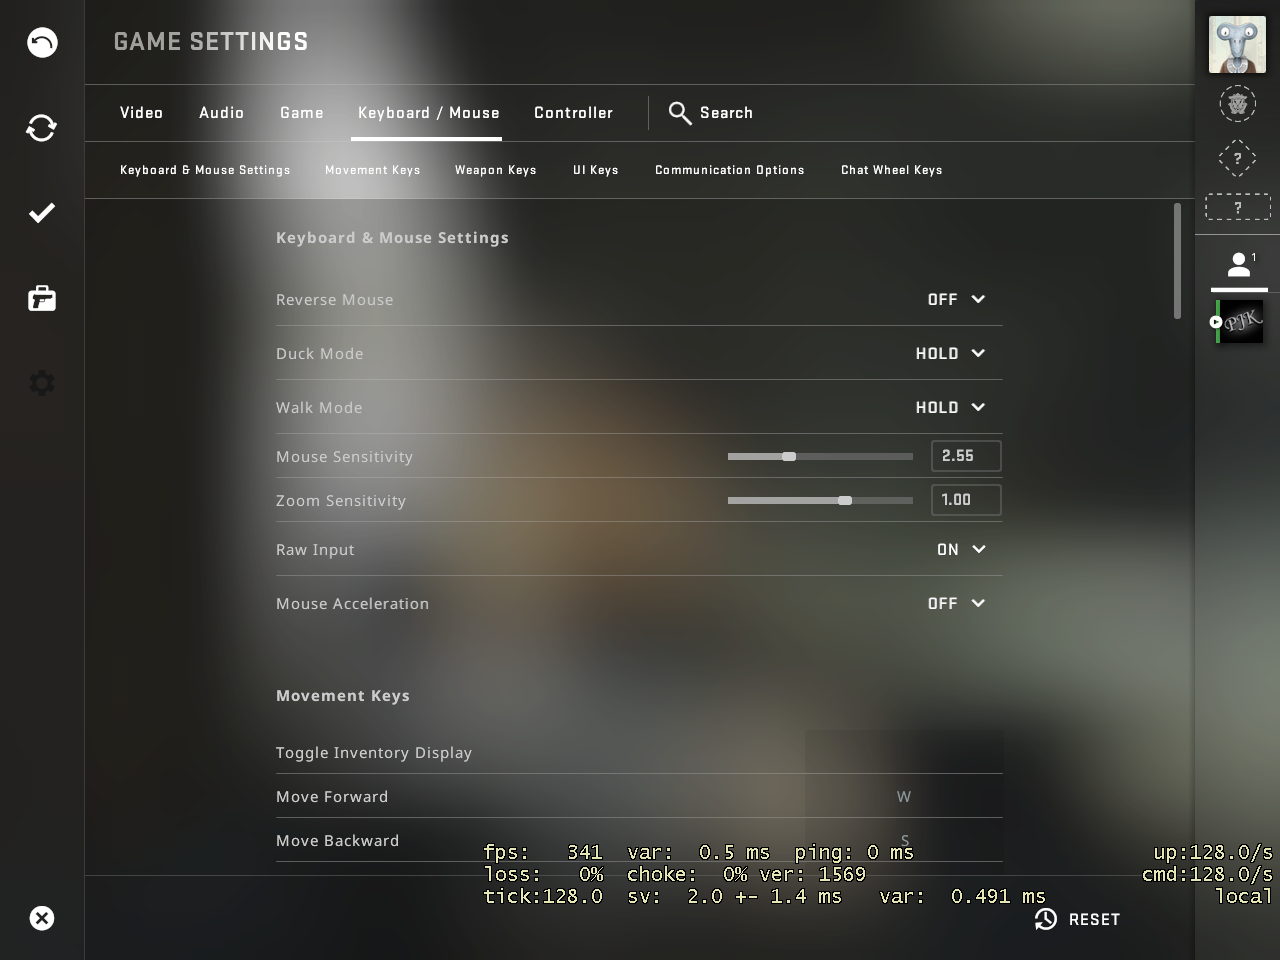 GAME SETTINGS
Video Audio Game Keyboard / Mouse Controller Search
Keyboard & Mouse Settings Movement Keys Weapon Keys UI Keys Communication Options Chat Wheel Keys
?
?
1
PJK
Keyboard & Mouse Settings
Reverse Mouse OFF
Duck Mode HOLD
Walk Mode HOLD
Mouse Sensitivity 2.55
Zoom Sensitivity 1.00
Raw Input ON
Mouse Acceleration OFF
Movement Keys
Toggle Inventory Display
Move Forward W
Move Backward S
fps: 341 var: 0.5 ms ping: 0 ms up:128.0/s
loss: 0% choke: 0% ver: 1569 cmd:128.0/s
tick:128.0 sv: 2.0 +- 1.4 ms var: 0.491 ms local
RESET